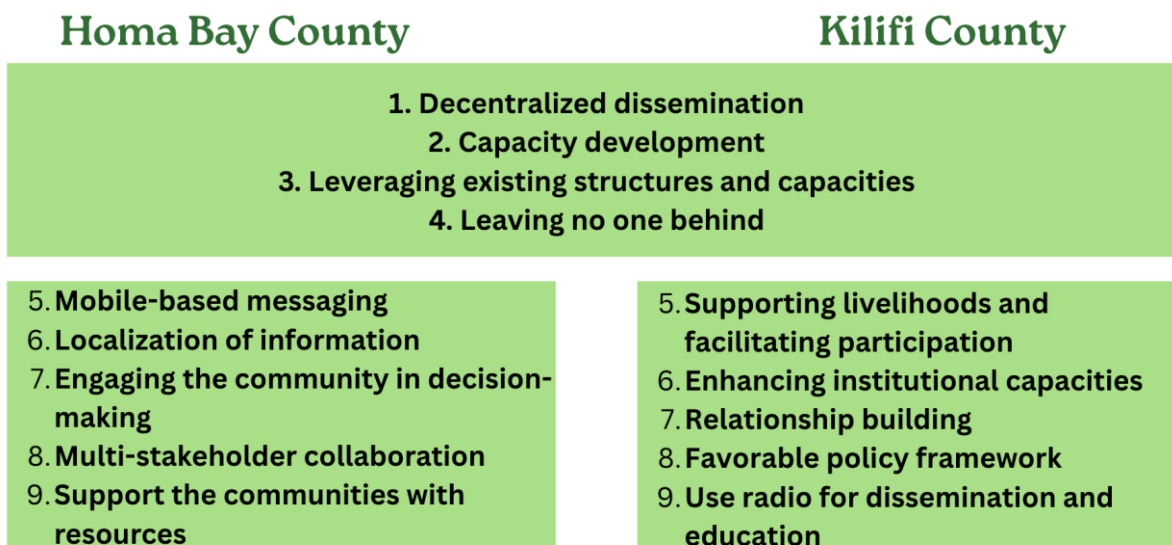 Homa Bay County
Kilifi County
1. Decentralized dissemination
2. Capacity development
3. Leveraging existing structures and capacities
4. Leaving no one behind
5. Mobile-based messaging
6. Localization of information
7. Engaging the community in decision-
making
8. Multi-stakeholder collaboration
9. Support the communities with
resources
5. Supporting livelihoods and
facilitating participation
6. Enhancing institutional capacities
7. Relationship building
8. Favorable policy framework
9. Use radio for dissemination and
education